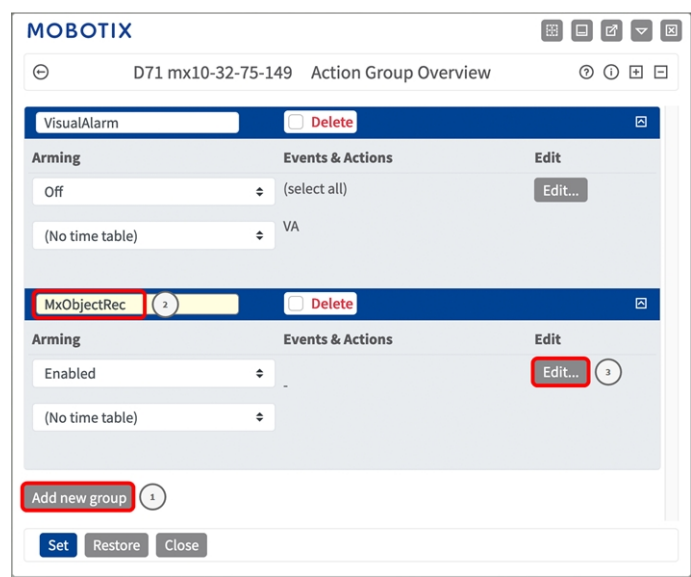 MOBOTIX
D71 mx10-32-75-149 Action Group Overview
VisualAlarm Delete
Arming Events & Actions Edit
Off (select all) Edit...
(No time table) VA
MxObjectRec 2 Delete
Arming Events & Actions Edit
Enabled - Edit... 3
(No time table)
Add new group 1
Set Restore Close